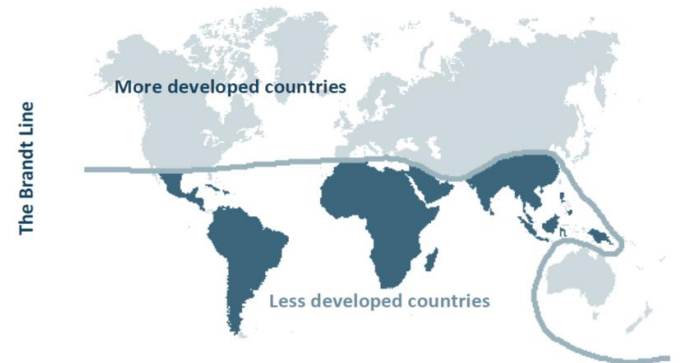 The Brandt Line
More developed countries
Less developed countries